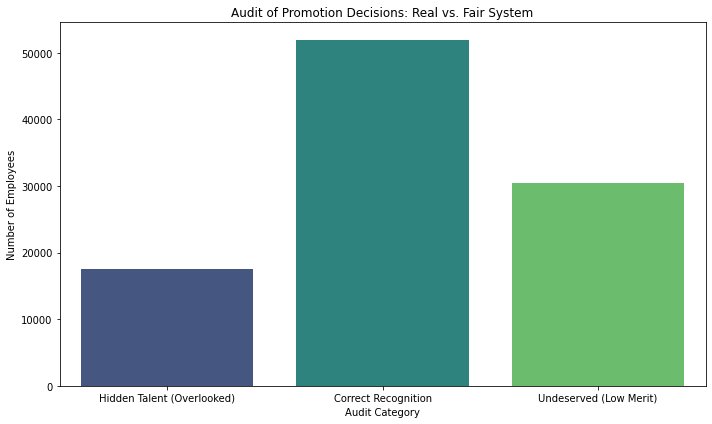 Audit of Promotion Decisions: Real vs. Fair System
Number of Employees
50000
40000
30000
20000
10000
0
Hidden Talent (Overlooked)
Correct Recognition
Undeserved (Low Merit)
Audit Category